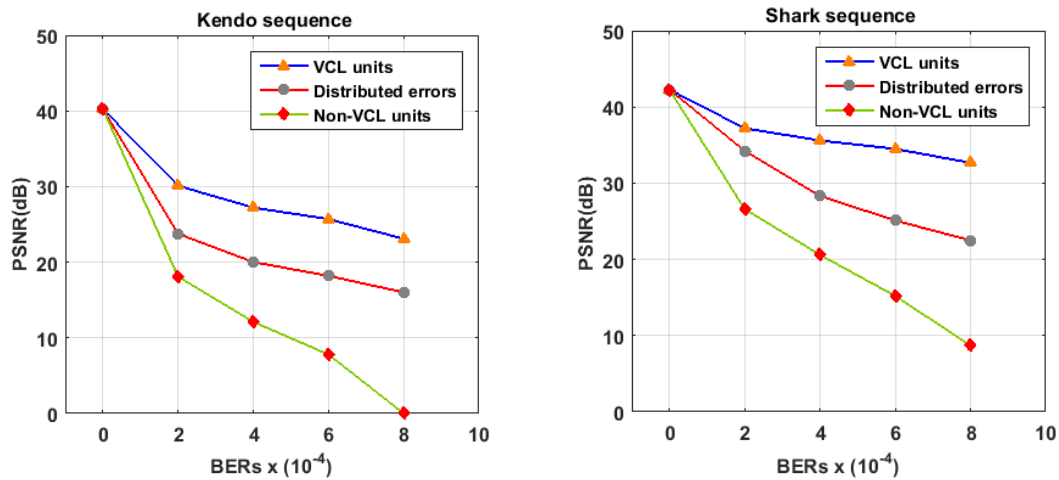 Kendo sequence
50
40
30
20
10
0
PSNR(dB)
VCL units
Distributed errors
Non-VCL units
0 2 4 6 8 10
BERs x (10^-4)
Shark sequence
50
40
30
20
10
0
PSNR(dB)
VCL units
Distributed errors
Non-VCL units
0 2 4 6 8 10
BERs x (10^-4)